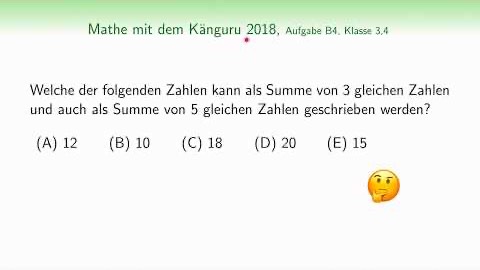 Mathe mit dem Känguru 2018, Aufgabe B4, Klasse 3,4
Welche der folgenden Zahlen kann als Summe von 3 gleichen Zahlen
und auch als Summe von 5 gleichen Zahlen geschrieben werden?
(A) 12 (B) 10 (C) 18 (D) 20 (E) 15